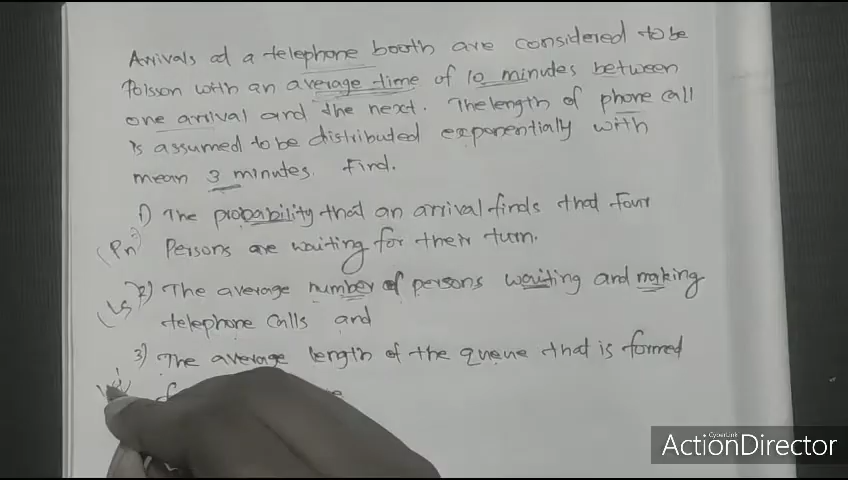 Arrivals at a telephone booth are considered to be
Poisson with an average time of 10 minutes between
one arrival and the next. The length of phone call
is assumed to be distributed exponentially with
mean 3 minutes. Find.
1) The probability that an arrival finds that four
(Pn) Persons are waiting for their turn.
2) The average number of persons waiting and making
(Ls telephone calls and
3) The average length of the queue that is formed
CyberLink
ActionDirector